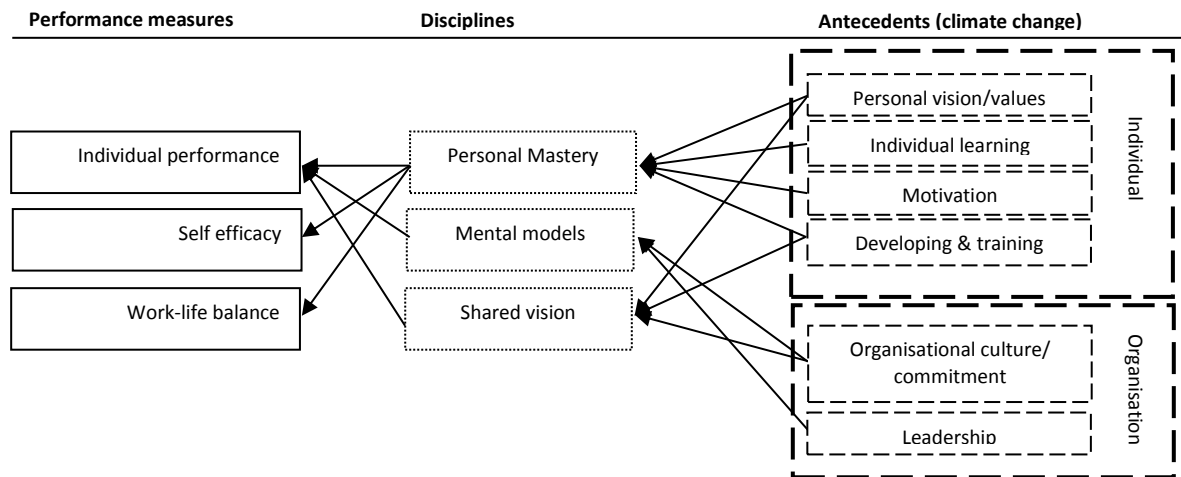 Performance measures
Disciplines
Antecedents (climate change)
Individual performance
Self efficacy
Work-life balance
Personal Mastery
Mental models
Shared vision
Personal vision/values
Individual learning
Motivation
Developing & training
Individual
Organisational culture/
commitment
Leadership
Organisation